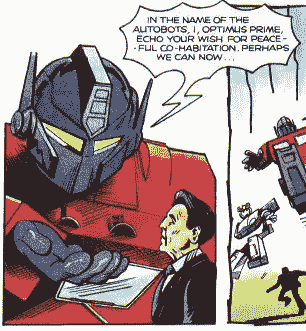 IN THE NAME OF THE
AUTOBOTS, I, OPTIMUS PRIME,
ECHO YOUR WISH FOR PEACE-
-FUL CO-HABITATION. PERHAPS
WE CAN NOW...